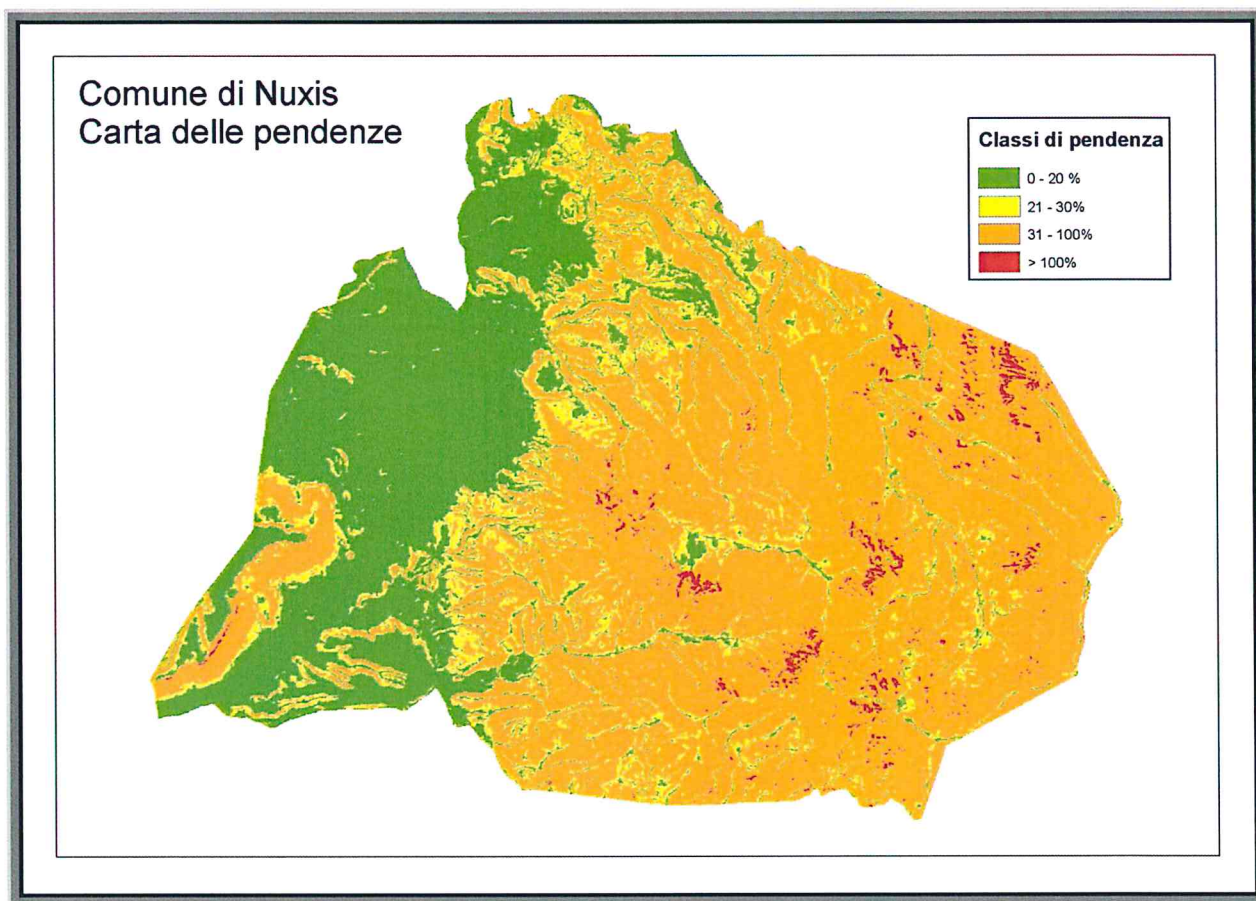 Comune di Nuxis
Carta delle pendenze
Classi di pendenza
0 - 20 %
21 - 30%
31 - 100%
> 100%